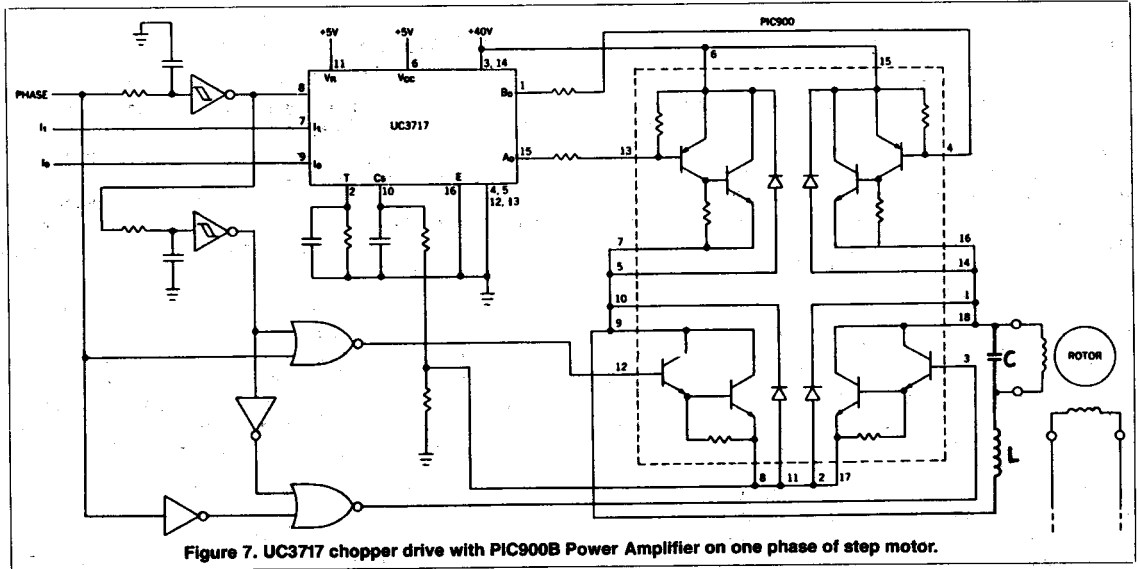 PIC900
+5V
+5V
+40V
11
6
3, 14
6
15
VR
VCC
PHASE
8
B0
1
I1
7
I1
UC3717
I0
9
I0
A0
15
13
4
T
CS
E
2
10
16
4, 5
12, 13
7
16
5
14
10
1
9
18
12
3
C
ROTOR
L
8
11
2
17
Figure 7. UC3717 chopper drive with PIC900B Power Amplifier on one phase of step motor.